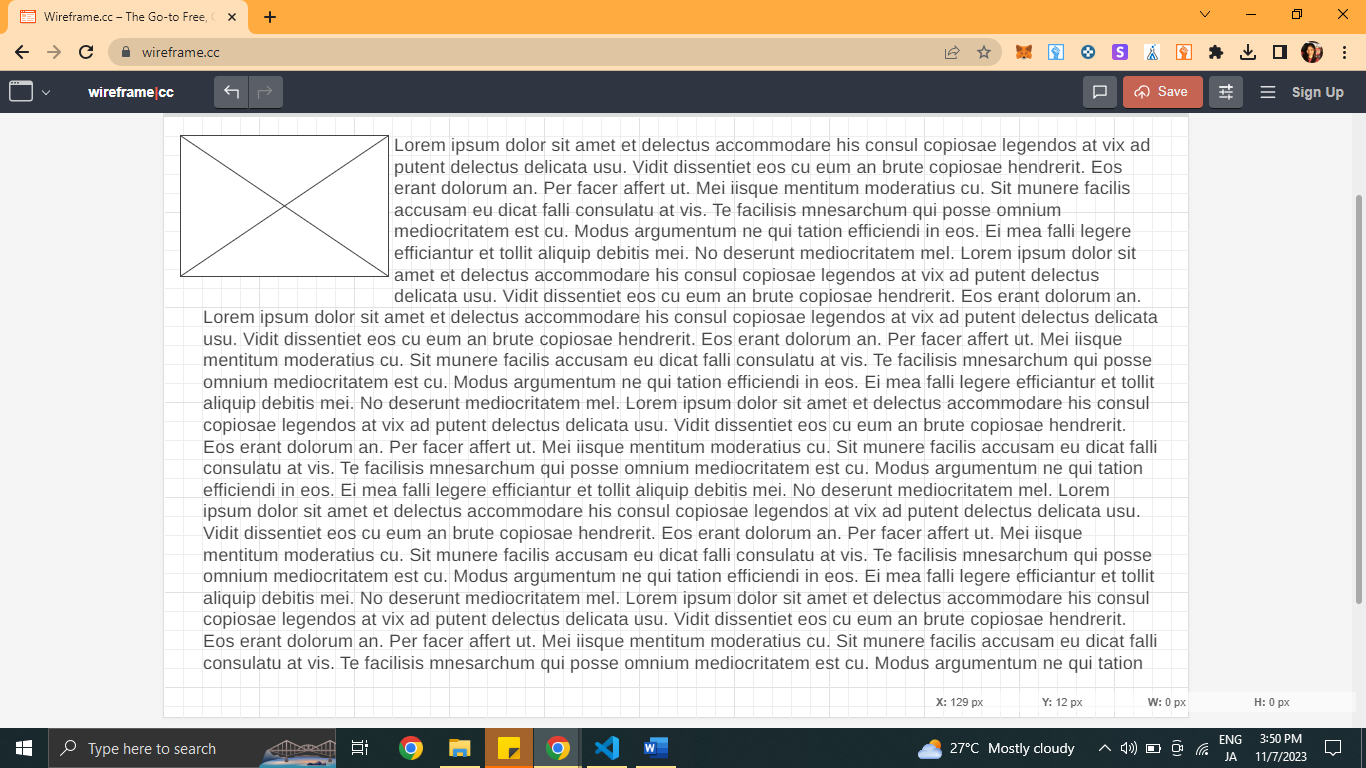 Wireframe.cc – The Go-to Free,
wireframe.cc
wireframe|cc
Save
Sign Up
Lorem ipsum dolor sit amet et delectus accommodare his consul copiosae legendos at vix ad
putent delectus delicata usu. Vidit dissentiet eos cu eum an brute copiosae hendrerit. Eos
erant dolorum an. Per facer affert ut. Mei iisque mentitum moderatius cu. Sit munere facilis
accusam eu dicat falli consulatu at vis. Te facilisis mnesarchum qui posse omnium
mediocritatem est cu. Modus argumentum ne qui tation efficiendi in eos. Ei mea falli legere
efficiantur et tollit aliquip debitis mei. No deserunt mediocritatem mel. Lorem ipsum dolor sit
amet et delectus accommodare his consul copiosae legendos at vix ad putent delectus
delicata usu. Vidit dissentiet eos cu eum an brute copiosae hendrerit. Eos erant dolorum an.
Lorem ipsum dolor sit amet et delectus accommodare his consul copiosae legendos at vix ad putent delectus delicata
usu. Vidit dissentiet eos cu eum an brute copiosae hendrerit. Eos erant dolorum an. Per facer affert ut. Mei iisque
mentitum moderatius cu. Sit munere facilis accusam eu dicat falli consulatu at vis. Te facilisis mnesarchum qui posse
omnium mediocritatem est cu. Modus argumentum ne qui tation efficiendi in eos. Ei mea falli legere efficiantur et tollit
aliquip debitis mei. No deserunt mediocritatem mel. Lorem ipsum dolor sit amet et delectus accommodare his consul
copiosae legendos at vix ad putent delectus delicata usu. Vidit dissentiet eos cu eum an brute copiosae hendrerit.
Eos erant dolorum an. Per facer affert ut. Mei iisque mentitum moderatius cu. Sit munere facilis accusam eu dicat falli
consulatu at vis. Te facilisis mnesarchum qui posse omnium mediocritatem est cu. Modus argumentum ne qui tation
efficiendi in eos. Ei mea falli legere efficiantur et tollit aliquip debitis mei. No deserunt mediocritatem mel. Lorem
ipsum dolor sit amet et delectus accommodare his consul copiosae legendos at vix ad putent delectus delicata usu.
Vidit dissentiet eos cu eum an brute copiosae hendrerit. Eos erant dolorum an. Per facer affert ut. Mei iisque
mentitum moderatius cu. Sit munere facilis accusam eu dicat falli consulatu at vis. Te facilisis mnesarchum qui posse
omnium mediocritatem est cu. Modus argumentum ne qui tation efficiendi in eos. Ei mea falli legere efficiantur et tollit
aliquip debitis mei. No deserunt mediocritatem mel. Lorem ipsum dolor sit amet et delectus accommodare his consul
copiosae legendos at vix ad putent delectus delicata usu. Vidit dissentiet eos cu eum an brute copiosae hendrerit.
Eos erant dolorum an. Per facer affert ut. Mei iisque mentitum moderatius cu. Sit munere facilis accusam eu dicat falli
consulatu at vis. Te facilisis mnesarchum qui posse omnium mediocritatem est cu. Modus argumentum ne qui tation
X: 129 px Y: 12 px W: 0 px H: 0 px
Type here to search
27°C Mostly cloudy
ENG
JA
3:50 PM
11/7/2023